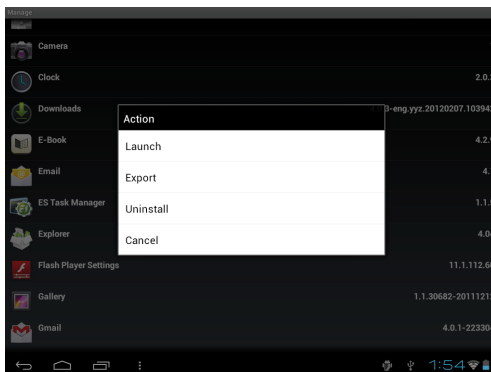 Manage
Camera
Clock 2.0.
Downloads 3-eng.yyz.20120207.10394
Action
E-Book 4.2.
Launch
Email 4.
Export
ES Task Manager 1.1.
Uninstall
Explorer 4.0
Cancel
Flash Player Settings 11.1.112.6
Gallery 1.1.30682-2011121
Gmail 4.0.1-22330
1:54